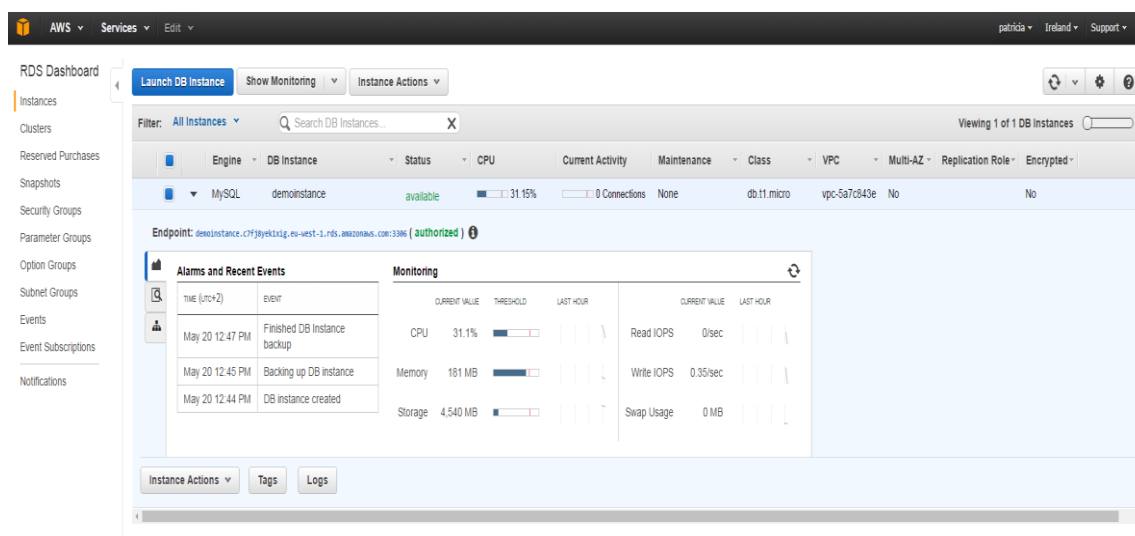 AWS Services Edit patricia Ireland Support
RDS Dashboard
Instances
Clusters
Reserved Purchases
Snapshots
Security Groups
Parameter Groups
Option Groups
Subnet Groups
Events
Event Subscriptions
Notifications
Launch DB Instance Show Monitoring Instance Actions
Filter: All Instances Search DB Instances... X Viewing 1 of 1 DB Instances
Engine DB Instance Status CPU Current Activity Maintenance Class VPC Multi-AZ Replication Role Encrypted
MySQL demoinstance available 31.15% 0 Connections None db.t1.micro vpc-5a7c843e No No
Endpoint: demoinstance.c7fj8yekixig.eu-west-1.rds.amazonaws.com:3306 ( authorized )
Alarms and Recent Events
TIME (UTC+2) EVENT
May 20 12:47 PM Finished DB Instance
backup
May 20 12:45 PM Backing up DB instance
May 20 12:44 PM DB instance created
Monitoring
CURRENT VALUE THRESHOLD LAST HOUR CURRENT VALUE LAST HOUR
CPU 31.1% Read IOPS 0/sec
Memory 181 MB Write IOPS 0.35/sec
Storage 4,540 MB Swap Usage 0 MB
Instance Actions Tags Logs